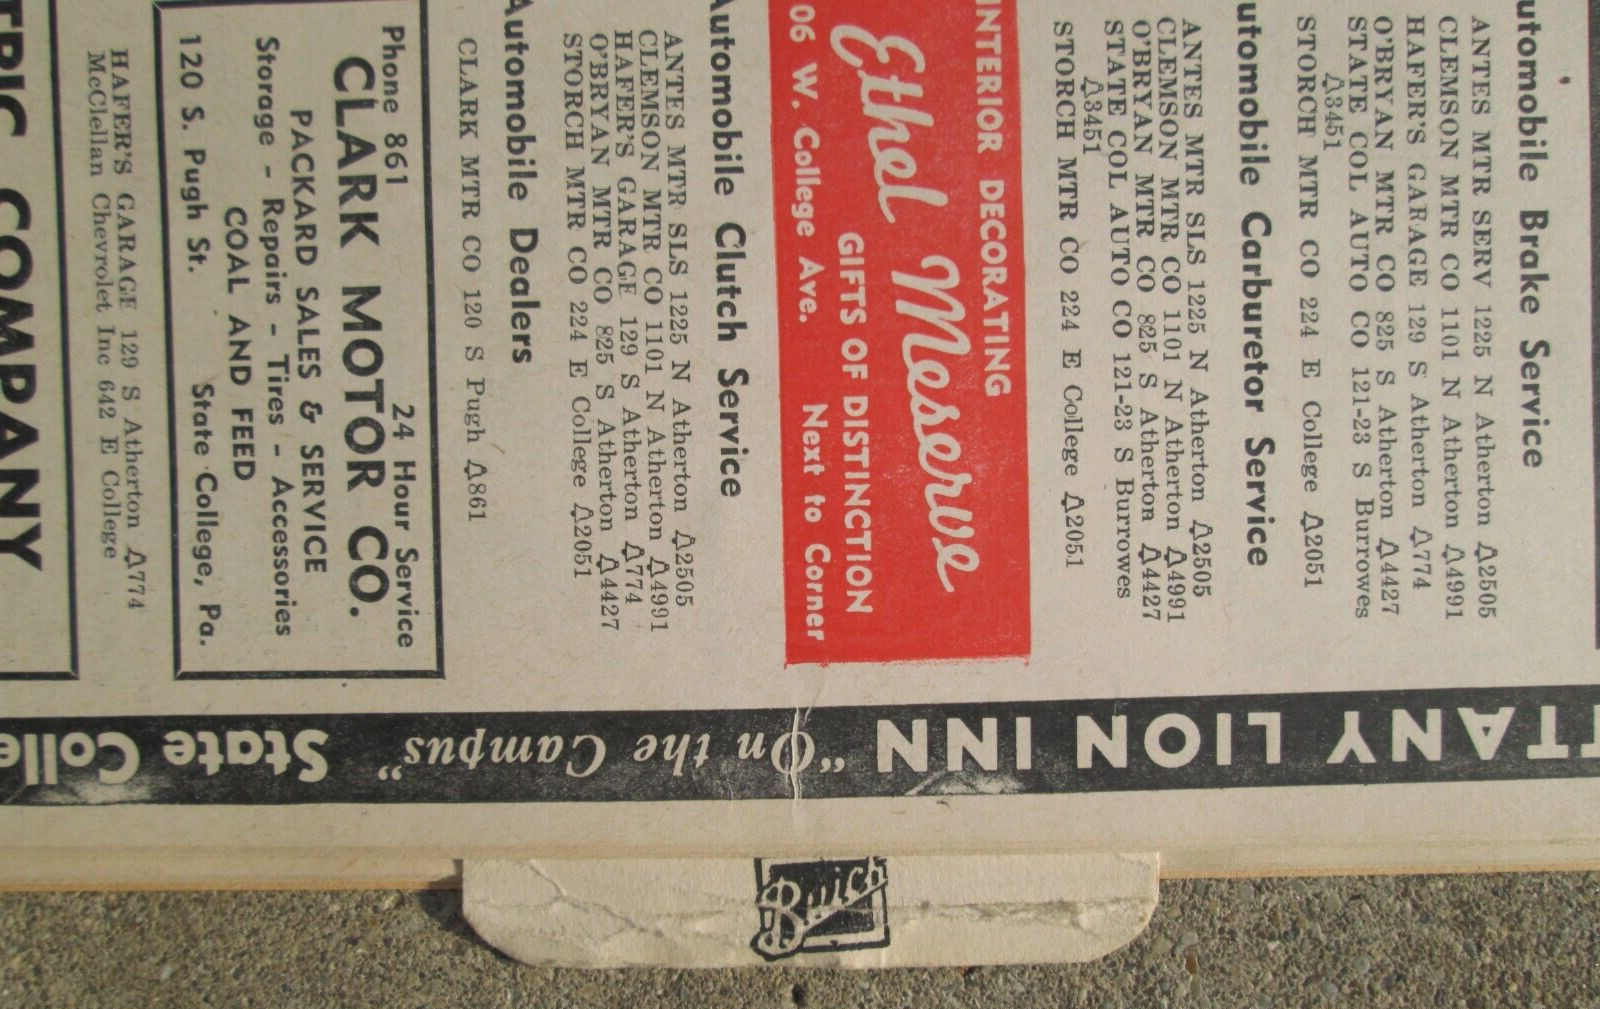 utomobile Brake Service
ANTES MTR SERV 1225 N Atherton 2505
CLEMSON MTR CO 1101 N Atherton 4991
HAFER'S GARAGE 129 S Atherton 774
O'BRYAN MTR CO 825 S Atherton 4427
STATE COL AUTO CO 121-23 S Burrowes
3451
STORCH MTR CO 224 E College 2051
utomobile Carburetor Service
ANTES MTR SLS 1225 N Atherton 2505
CLEMSON MTR CO 1101 N Atherton 4991
O'BRYAN MTR CO 825 S Atherton 4427
STATE COL AUTO CO 121-23 S Burrowes
3451
STORCH MTR CO 224 E College 2051
INTERIOR DECORATING
Ethel Meserve
GIFTS OF DISTINCTION
06 W. College Ave. Next to Corner
Automobile Clutch Service
ANTES MTR SLS 1225 N Atherton 2505
CLEMSON MTR CO 1101 N Atherton 4991
HAFER'S GARAGE 129 S Atherton 774
O'BRYAN MTR CO 825 S Atherton 4427
STORCH MTR CO 224 E College 2051
Automobile Dealers
CLARK MTR CO 120 S Pugh 861
Phone 861 24 Hour Service
CLARK MOTOR CO.
PACKARD SALES & SERVICE
Storage - Repairs - Tires - Accessories
COAL AND FEED
120 S. Pugh St. State College, Pa.
HAFER'S GARAGE 129 S Atherton 774
McClellan Chevrolet Inc 642 E College
TRIC COMPANY
TTANY LION INN "On the Campus" State Colle
Buick